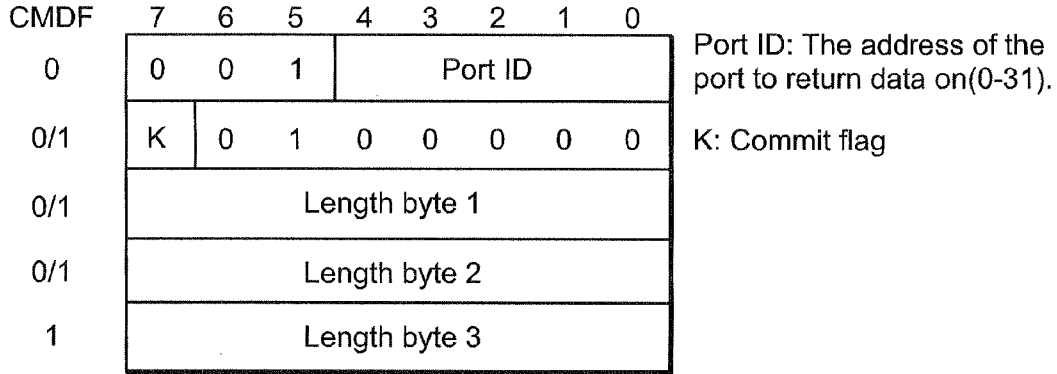 CMDF 7 6 5 4 3 2 1 0
0 0 0 1 Port ID
Port ID: The address of the
port to return data on(0-31).
0/1 K 0 1 0 0 0 0 0 K: Commit flag
0/1 Length byte 1
0/1 Length byte 2
1 Length byte 3